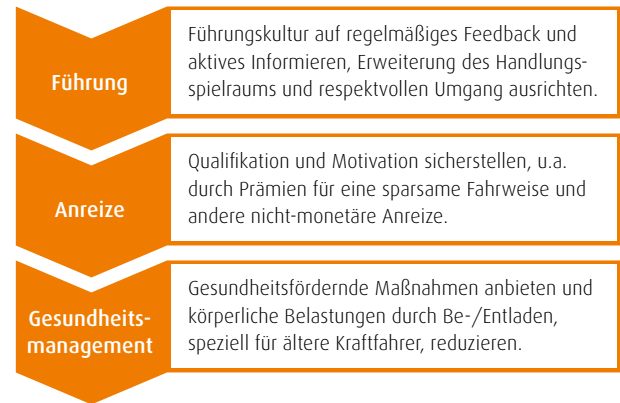 Führung
Führungskultur auf regelmäßiges Feedback und
aktives Informieren, Erweiterung des Handlungs-
spielraums und respektvollen Umgang ausrichten.
Anreize
Qualifikation und Motivation sicherstellen, u.a.
durch Prämien für eine sparsame Fahrweise und
andere nicht-monetäre Anreize.
Gesundheits-
management
Gesundheitsfördernde Maßnahmen anbieten und
körperliche Belastungen durch Be-/Entladen,
speziell für ältere Kraftfahrer, reduzieren.